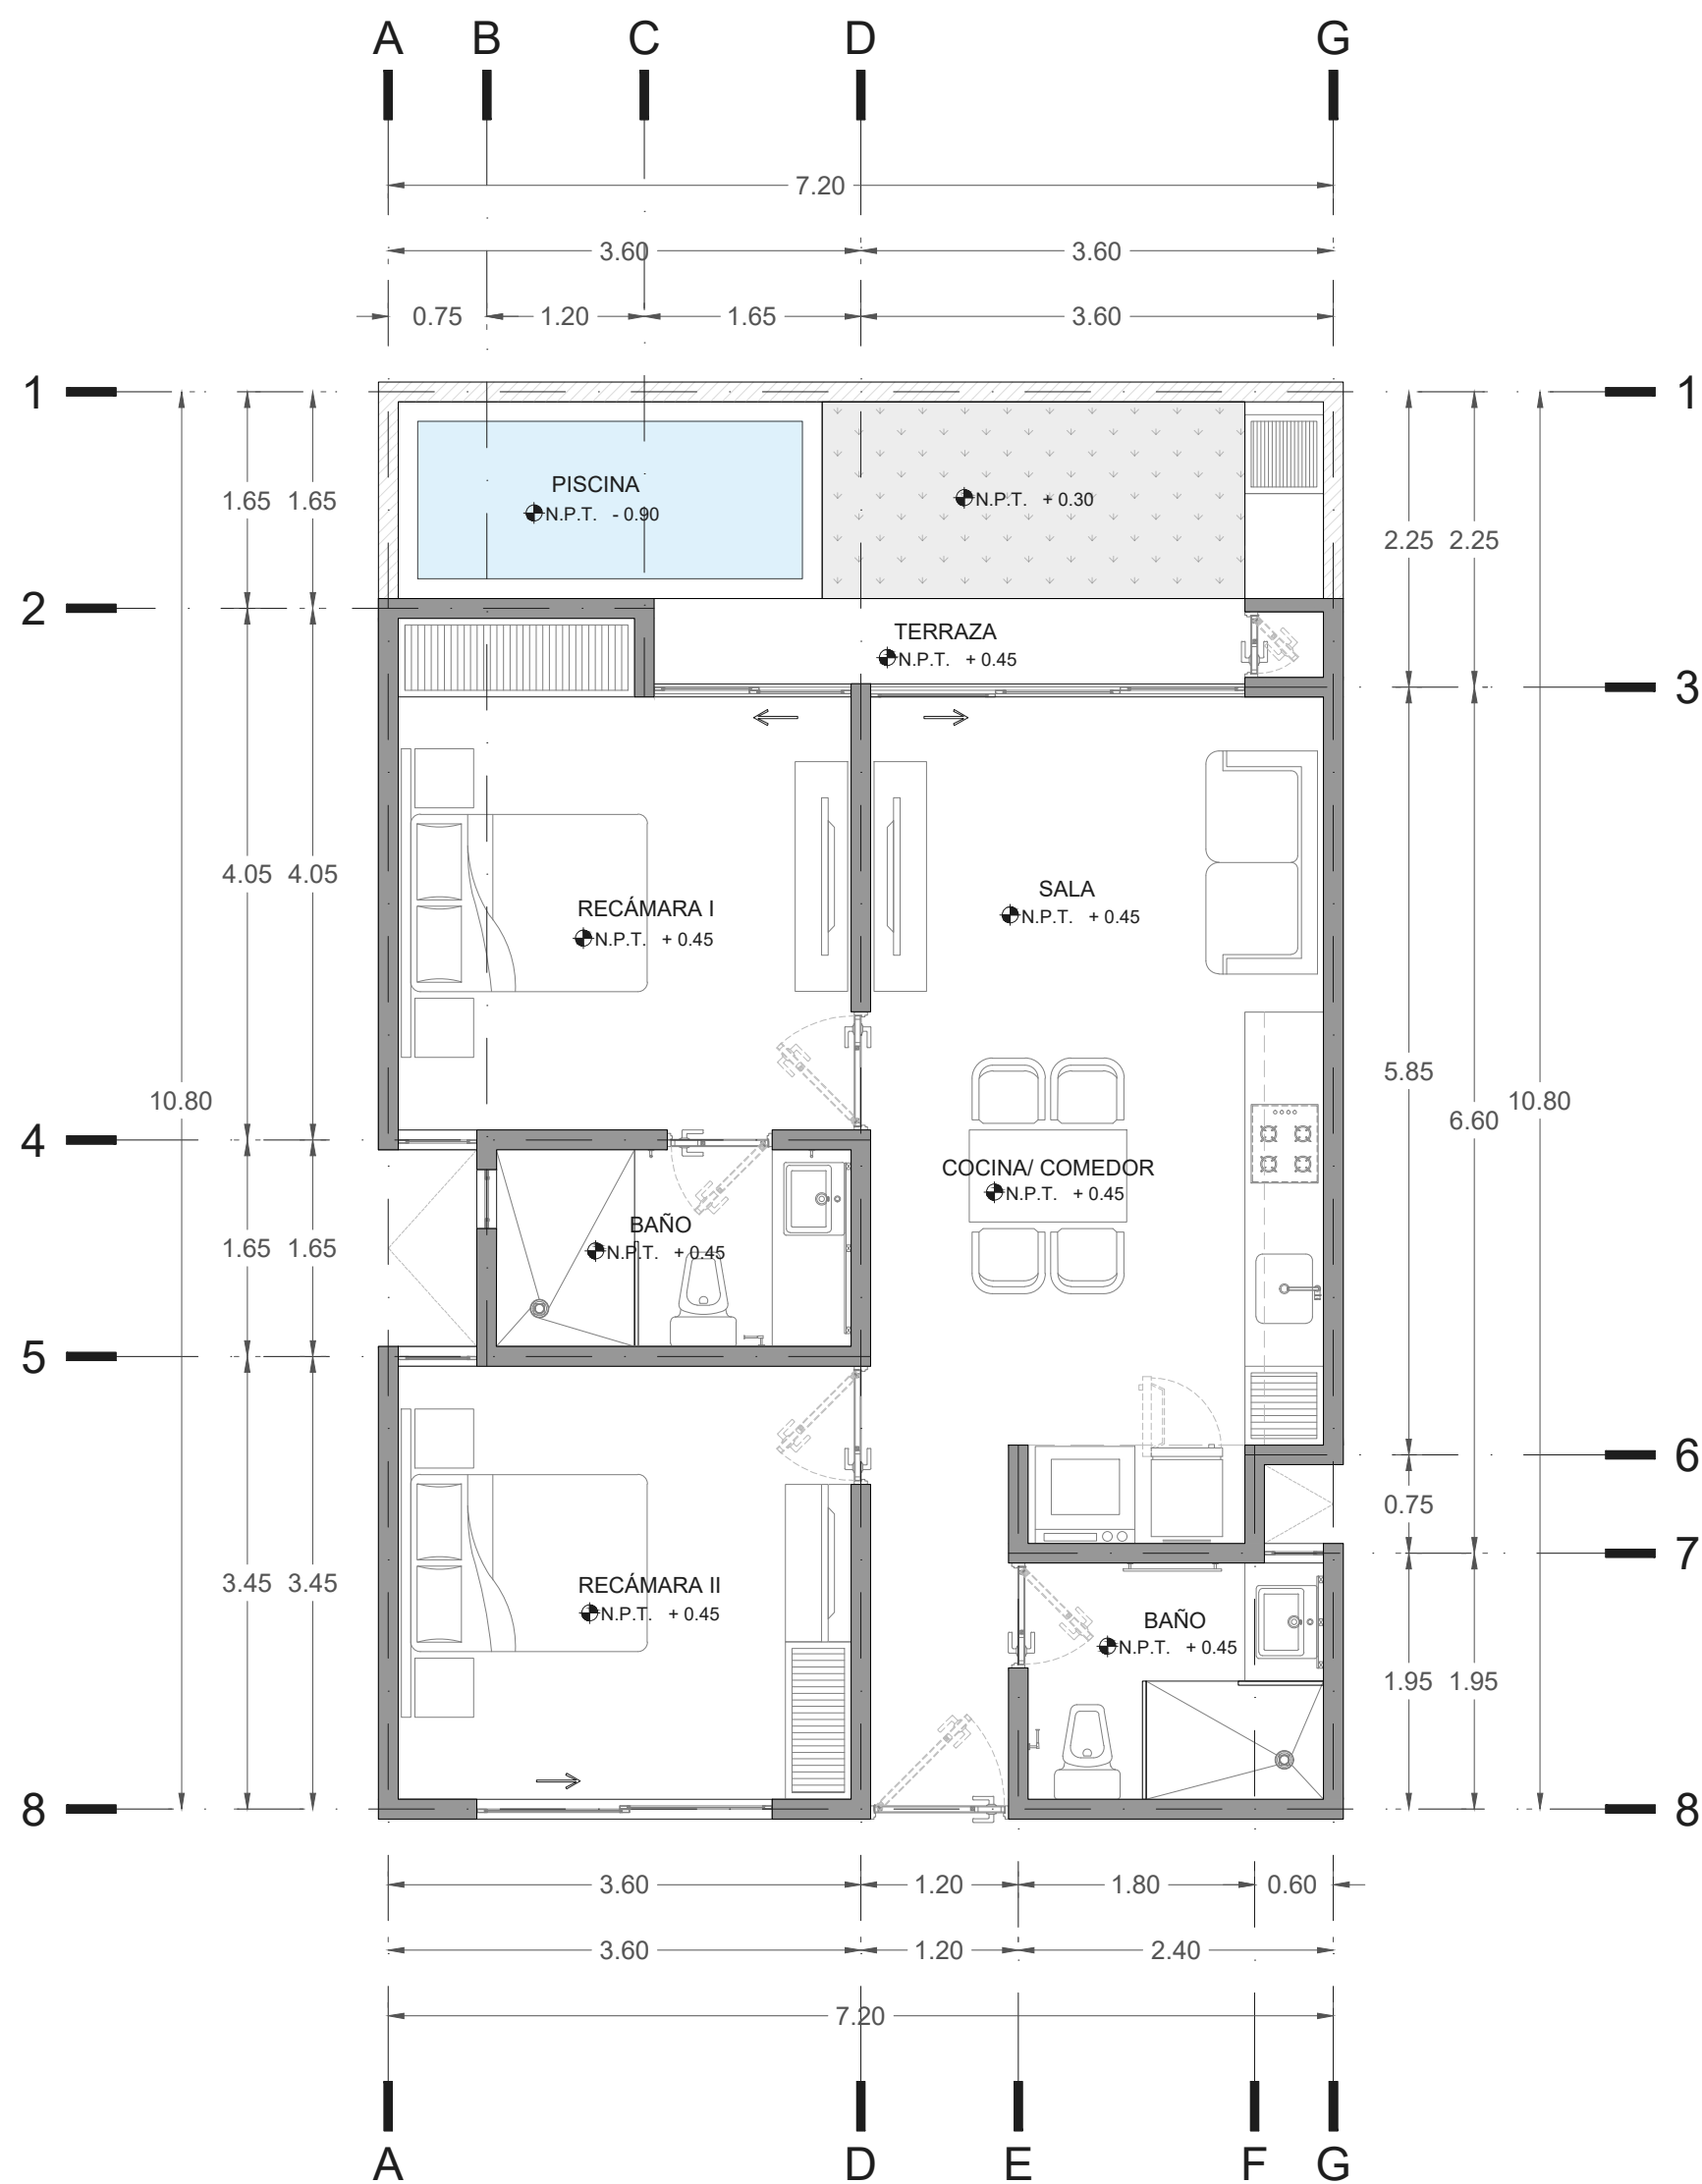 A B C D G
7.20
3.60 3.60
0.75 1.20 1.65 3.60
1 1
PISCINA
N.P.T. - 0.90
N.P.T. + 0.30
1.65 1.65
2.25 2.25
2
TERRAZA
N.P.T. + 0.45
3
4.05 4.05
SALA
N.P.T. + 0.45
RECÁMARA I
N.P.T. + 0.45
10.80
5.85
6.60
10.80
4
COCINA/ COMEDOR
N.P.T. + 0.45
BAÑO
N.P.T. + 0.45
1.65 1.65
5
6
0.75
7
3.45 3.45
RECÁMARA II
N.P.T. + 0.45
BAÑO
N.P.T. + 0.45
1.95 1.95
8 8
3.60 1.20 1.80 0.60
3.60 1.20 2.40
7.20
A D E F G